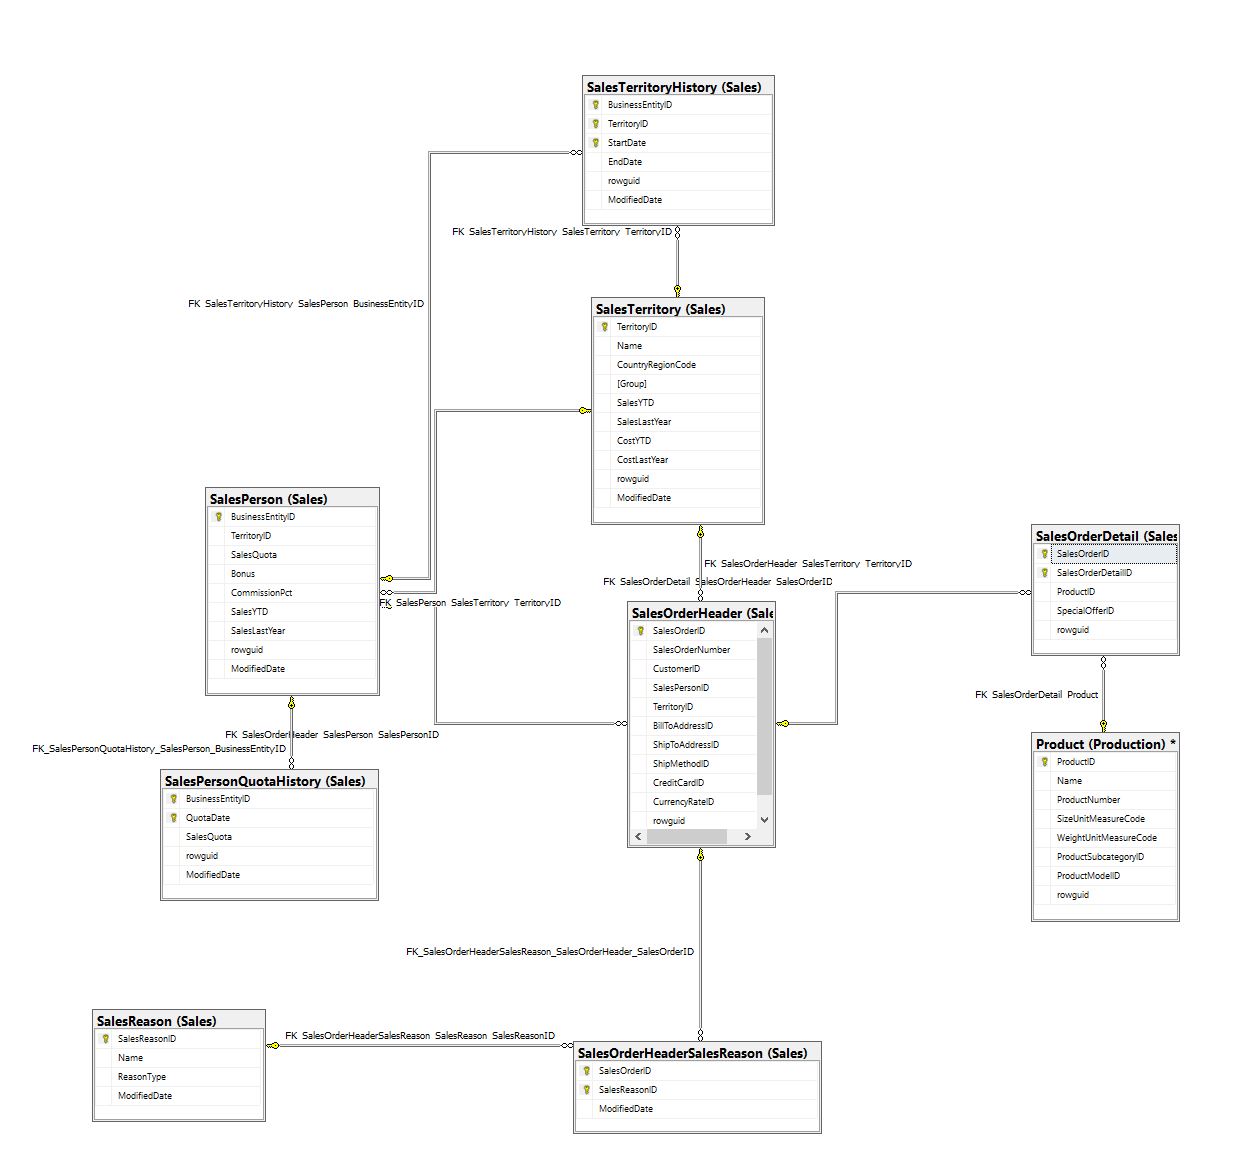 SalesTerritoryHistory (Sales)
BusinessEntityID
TerritoryID
StartDate
EndDate
rowguid
ModifiedDate
FK_SalesTerritoryHistory_SalesTerritory_TerritoryID
FK_SalesTerritoryHistory_SalesPerson_BusinessEntityID
SalesTerritory (Sales)
TerritoryID
Name
CountryRegionCode
[Group]
SalesYTD
SalesLastYear
CostYTD
CostLastYear
rowguid
ModifiedDate
SalesPerson (Sales)
BusinessEntityID
TerritoryID
SalesQuota
Bonus
CommissionPct
SalesYTD
SalesLastYear
rowguid
ModifiedDate
FK_SalesPerson_SalesTerritory_TerritoryID
FK_SalesOrderHeader_SalesTerritory_TerritoryID
FK_SalesOrderDetail_SalesOrderHeader_SalesOrderID
SalesOrderDetail (Sales
SalesOrderID
SalesOrderDetailID
ProductID
SpecialOfferID
rowguid
SalesOrderHeader (Sale
SalesOrderID
SalesOrderNumber
CustomerID
SalesPersonID
TerritoryID
BillToAddressID
ShipToAddressID
ShipMethodID
CreditCardID
CurrencyRateID
rowguid
FK_SalesOrderDetail_Product
Product (Production) *
ProductID
Name
ProductNumber
SizeUnitMeasureCode
WeightUnitMeasureCode
ProductSubcategoryID
ProductModelID
rowguid
FK_SalesOrderHeader_SalesPerson_SalesPersonID
FK_SalesPersonQuotaHistory_SalesPerson_BusinessEntityID
SalesPersonQuotaHistory (Sales)
BusinessEntityID
QuotaDate
SalesQuota
rowguid
ModifiedDate
FK_SalesOrderHeaderSalesReason_SalesOrderHeader_SalesOrderID
SalesReason (Sales)
SalesReasonID
Name
ReasonType
ModifiedDate
FK_SalesOrderHeaderSalesReason_SalesReason_SalesReasonID
SalesOrderHeaderSalesReason (Sales)
SalesOrderID
SalesReasonID
ModifiedDate